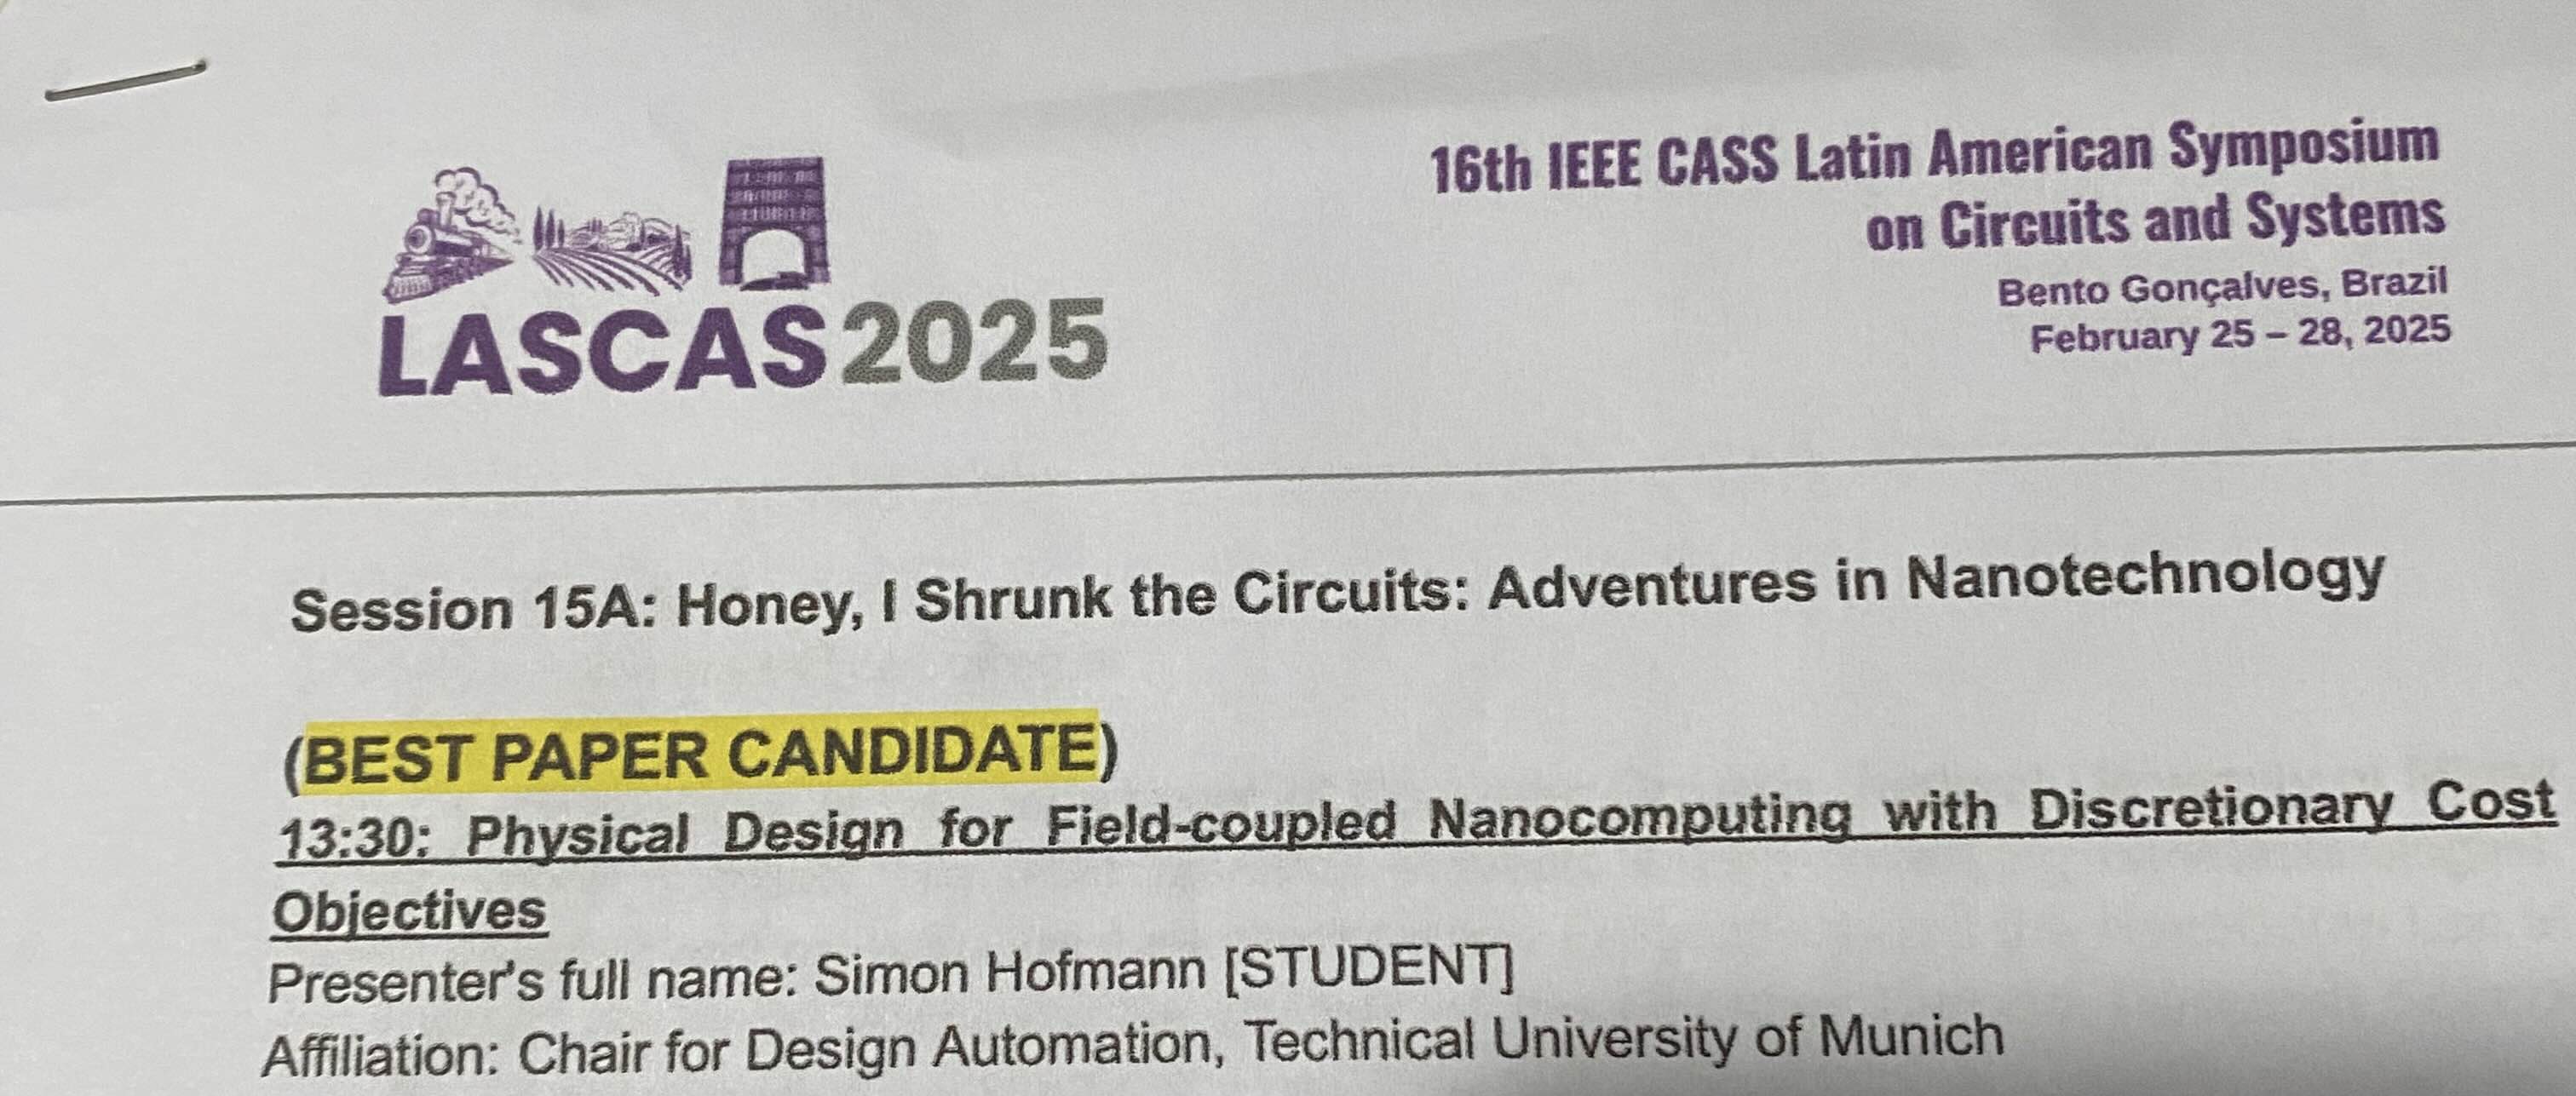 LASCAS 2025
16th IEEE CASS Latin American Symposium
on Circuits and Systems
Bento Gonçalves, Brazil
February 25 – 28, 2025
Session 15A: Honey, I Shrunk the Circuits: Adventures in Nanotechnology
(BEST PAPER CANDIDATE)
13:30: Physical Design for Field-coupled Nanocomputing with Discretionary Cost
Objectives
Presenter's full name: Simon Hofmann [STUDENT]
Affiliation: Chair for Design Automation, Technical University of Munich